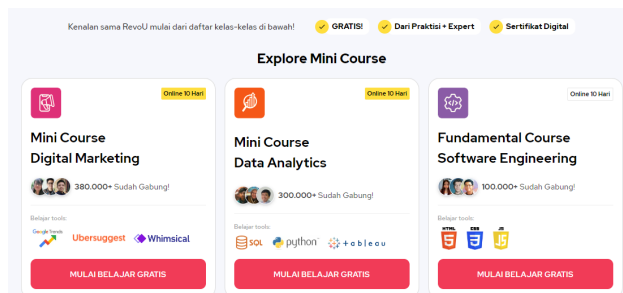 Kenalan sama RevoU mulai dari daftar kelas-kelas di bawah!
GRATIS!
Dari Praktisi + Expert
Sertifikat Digital
Explore Mini Course
Online 10 Hari
Mini Course
Digital Marketing
380.000+ Sudah Gabung!
Belajar tools:
Google Trends
Ubersuggest
Whimsical
MULAI BELAJAR GRATIS
Online 10 Hari
Mini Course
Data Analytics
300.000+ Sudah Gabung!
Belajar tools:
SQL
python
+ableau
MULAI BELAJAR GRATIS
Online 10 Hari
Fundamental Course
Software Engineering
100.000+ Sudah Gabung!
Belajar tools:
HTML
5
CSS
3
JS
5
MULAI BELAJAR GRATIS